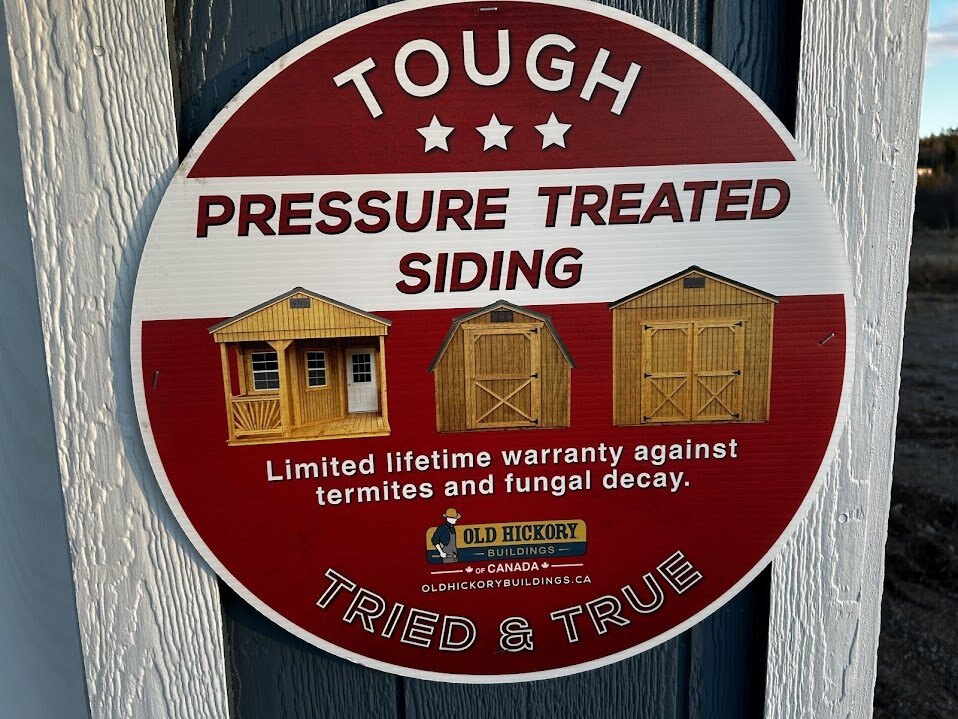 TOUGH
PRESSURE TREATED
SIDING
Limited lifetime warranty against
termites and fungal decay.
OLD HICKORY
BUILDINGS
OF CANADA
OLDHICKORYBUILDINGS.CA
TRIED & TRUE